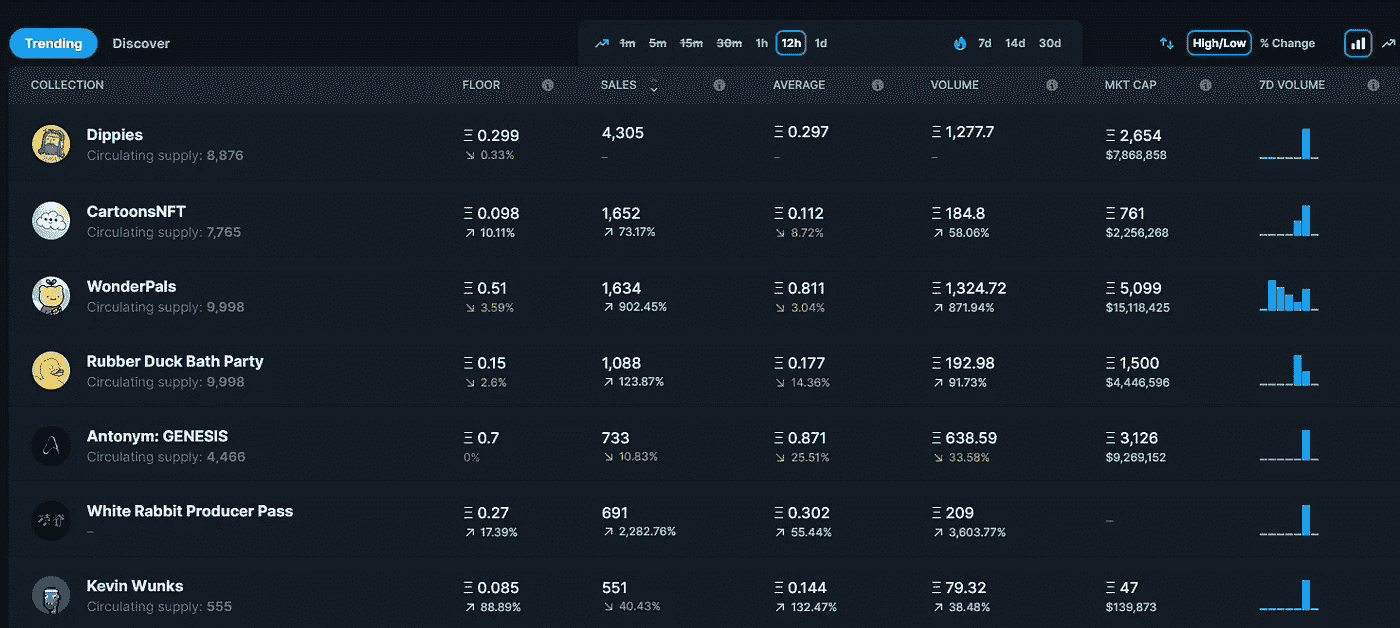 Trending Discover 1m 5m 15m 30m 1h 12h 1d 7d 14d 30d High/Low % Change
COLLECTION FLOOR SALES AVERAGE VOLUME MKT CAP 7D VOLUME
Dippies Ξ 0.299 4,305 Ξ 0.297 Ξ 1,277.7 Ξ 2,654
Circulating supply: 8,876 ↘ 0.33% – – – $7,868,858
CartoonsNFT Ξ 0.098 1,652 Ξ 0.112 Ξ 184.8 Ξ 761
Circulating supply: 7,765 ↗ 10.11% ↗ 73.17% ↘ 8.72% ↗ 58.06% $2,256,268
WonderPals Ξ 0.51 1,634 Ξ 0.811 Ξ 1,324.72 Ξ 5,099
Circulating supply: 9,998 ↘ 3.59% ↗ 902.45% ↘ 3.04% ↗ 871.94% $15,118,425
Rubber Duck Bath Party Ξ 0.15 1,088 Ξ 0.177 Ξ 192.98 Ξ 1,500
Circulating supply: 9,998 ↘ 2.6% ↗ 123.87% ↘ 14.36% ↗ 91.73% $4,446,596
Antonym: GENESIS Ξ 0.7 733 Ξ 0.871 Ξ 638.59 Ξ 3,126
Circulating supply: 4,466 0% ↘ 10.83% ↘ 25.51% ↘ 33.58% $9,269,152
White Rabbit Producer Pass Ξ 0.27 691 Ξ 0.302 Ξ 209 –
– ↗ 17.39% ↗ 2,282.76% ↗ 55.44% ↗ 3,603.77%
Kevin Wunks Ξ 0.085 551 Ξ 0.144 Ξ 79.32 Ξ 47
Circulating supply: 555 ↗ 88.89% ↘ 40.43% ↗ 132.47% ↗ 38.48% $139,873